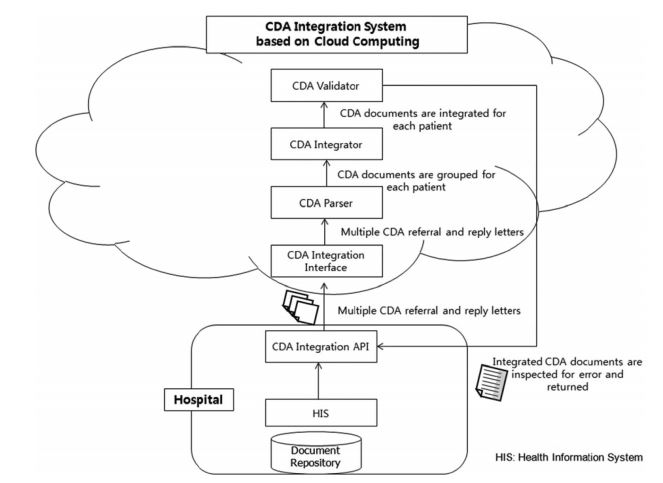 CDA Integration System
based on Cloud Computing
CDA Validator
CDA documents are integrated for
each patient
CDA Integrator
CDA documents are grouped for
each patient
CDA Parser
Multiple CDA referral and reply letters
CDA Integration
Interface
Multiple CDA referral and reply letters
CDA Integration API
Integrated CDA documents are
inspected for error and
returned
Hospital
HIS
Document
Repository
HIS: Health Information System